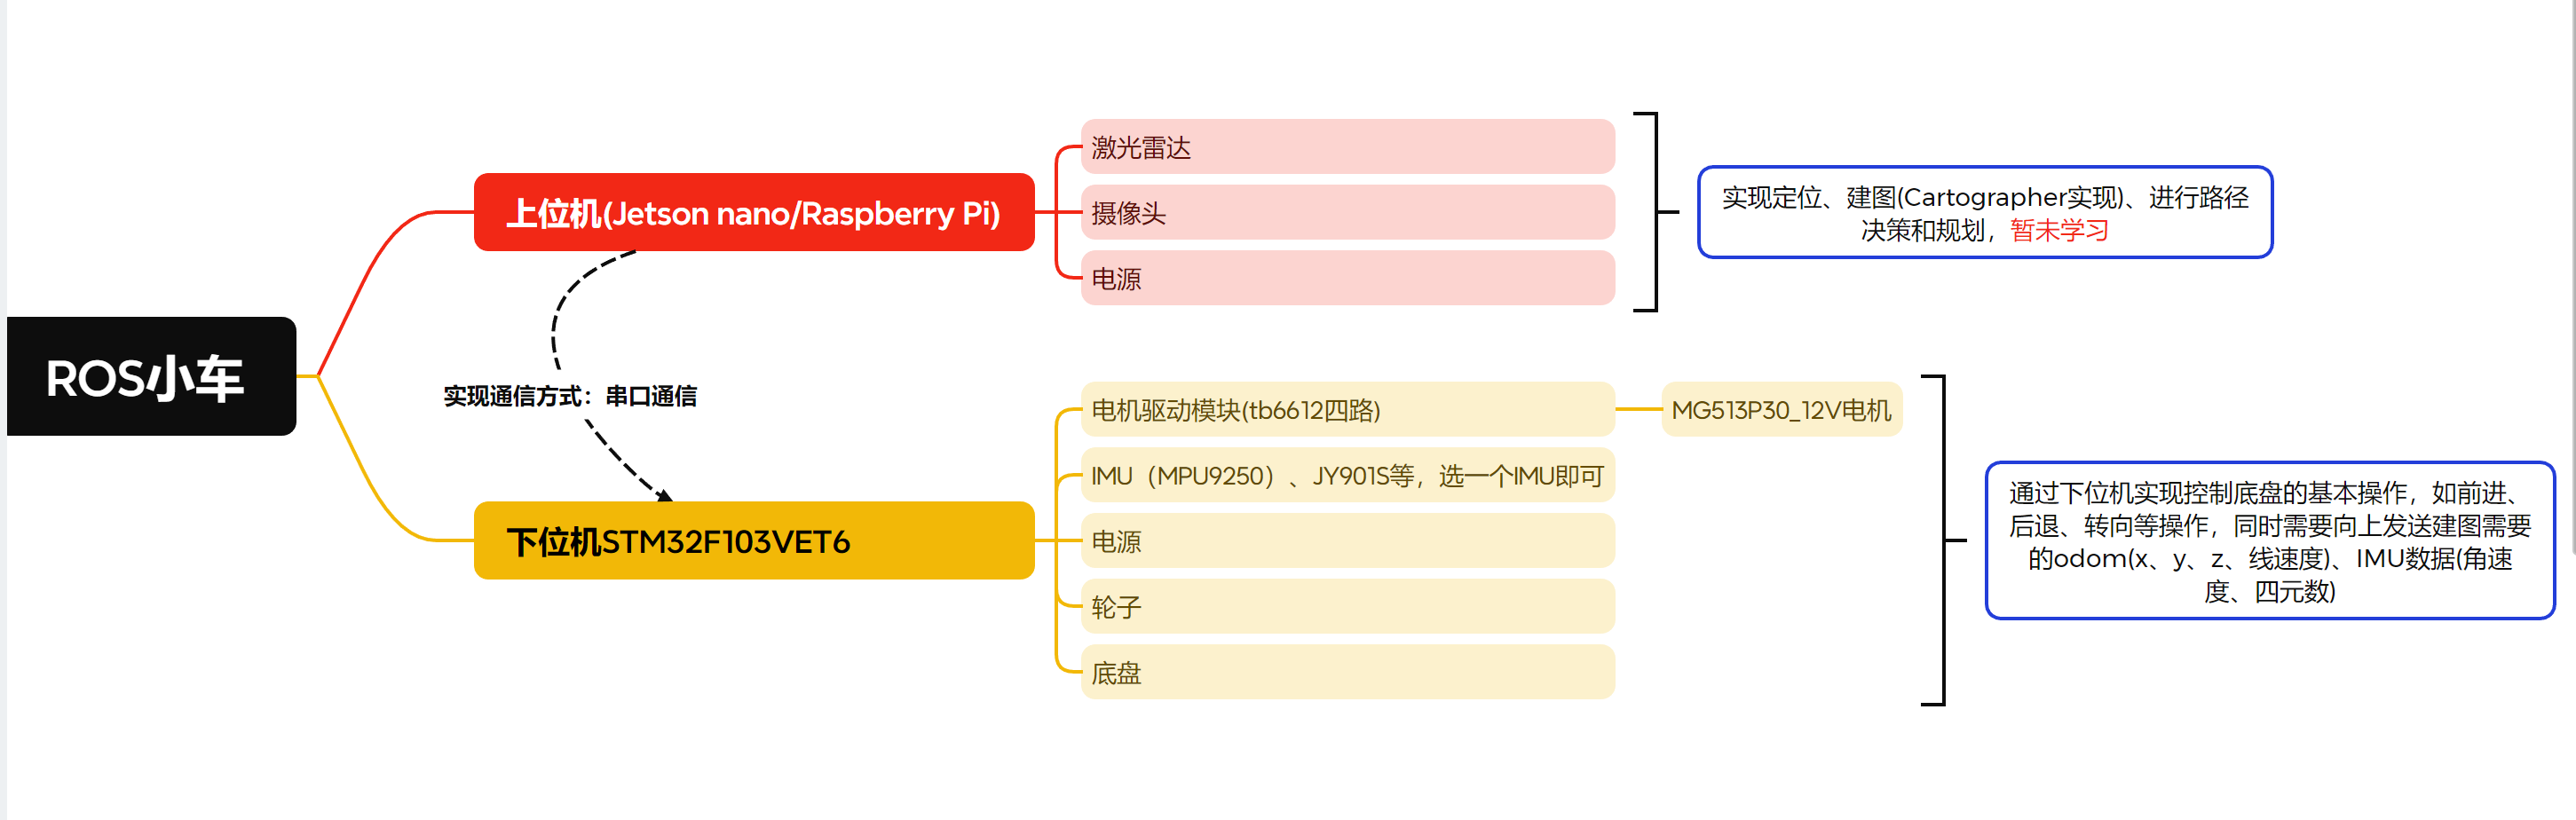 ROS小车
上位机(Jetson nano/Raspberry Pi)
激光雷达
摄像头
电源
实现定位、建图(Cartographer实现)、进行路径
决策和规划，暂未学习
实现通信方式：串口通信
下位机STM32F103VET6
电机驱动模块(tb6612四路)
MG513P30_12V电机
IMU（MPU9250）、JY901S等，选一个IMU即可
电源
轮子
底盘
通过下位机实现控制底盘的基本操作，如前进、
后退、转向等操作，同时需要向上发送建图需要
的odom(x、y、z、线速度)、IMU数据(角速
度、四元数)